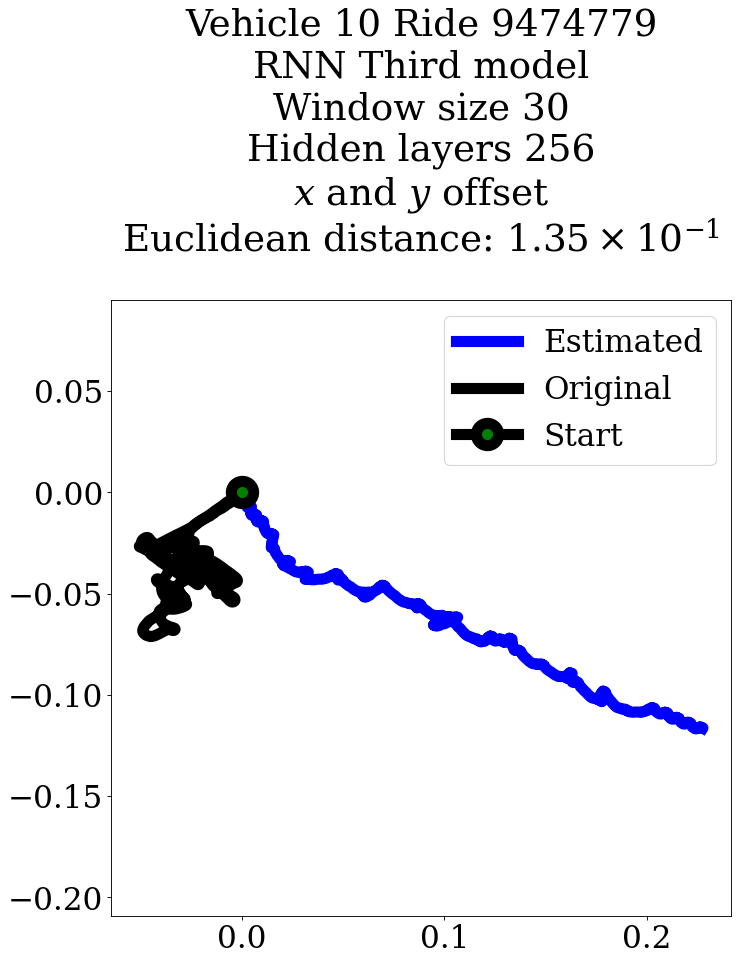 Vehicle 10 Ride 9474779
RNN Third model
Window size 30
Hidden layers 256
x and y offset
Euclidean distance: 1.35 × 10⁻¹
Estimated
Original
Start
0.05
0.00
−0.05
−0.10
−0.15
−0.20
0.0 0.1 0.2